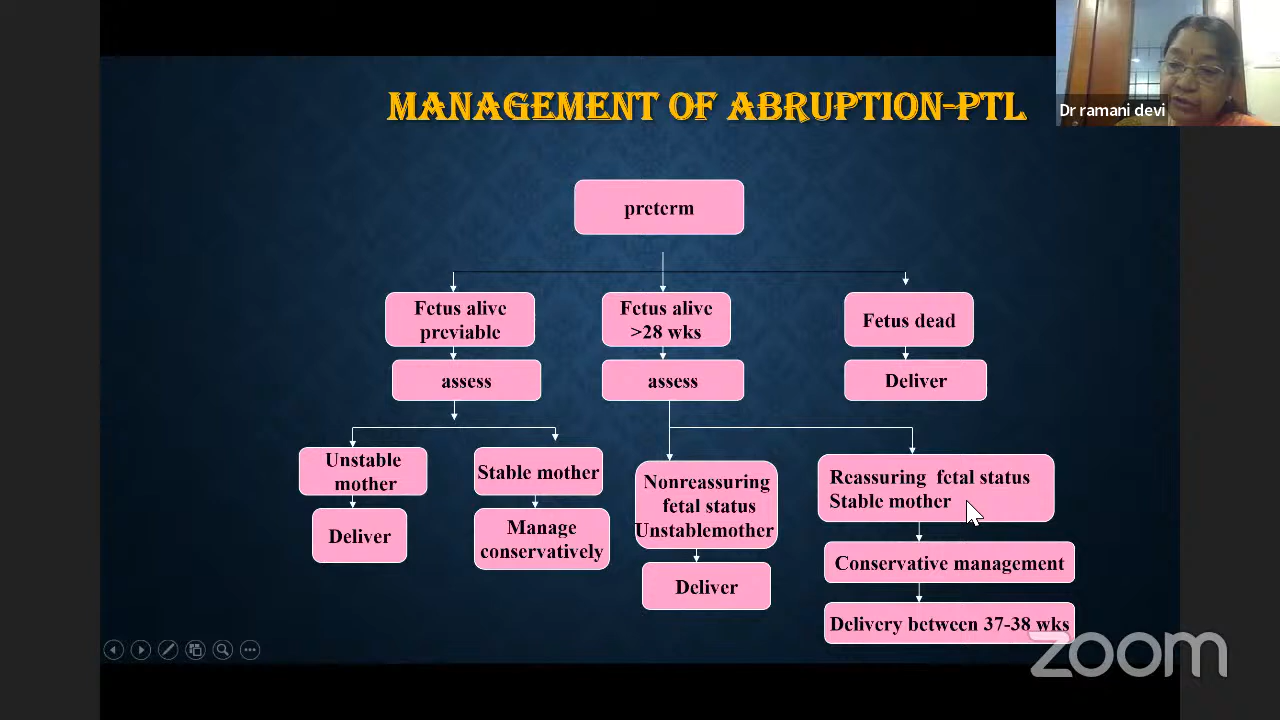 MANAGEMENT OF ABRUPTION-PTL
Dr ramani devi
preterm
Fetus alive
previable
Fetus alive
>28 wks
Fetus dead
assess
assess
Deliver
Unstable
mother
Stable mother
Nonreassuring
fetal status
Unstablemother
Reassuring fetal status
Stable mother
Deliver
Manage
conservatively
Deliver
Conservative management
Delivery between 37-38 wks
zoom